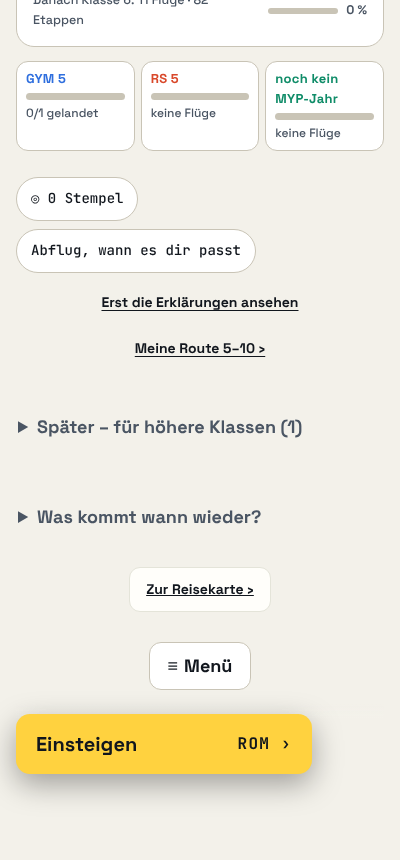 Danach Klasse 6: 11 Flüge · 82
Etappen
0 %
GYM 5
0/1 gelandet
RS 5
keine Flüge
noch kein
MYP-Jahr
keine Flüge
◎ 0 Stempel
Abflug, wann es dir passt
Erst die Erklärungen ansehen
Meine Route 5–10 ›
▶ Später – für höhere Klassen (1)
▶ Was kommt wann wieder?
Zur Reisekarte ›
≡ Menü
Einsteigen ROM ›